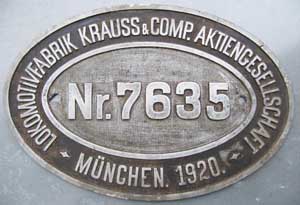 LOKOMOTIVFABRIK KRAUSS & COMP. AKTIENGESELLSCHAFT
Nr. 7635
MÜNCHEN. 1920.